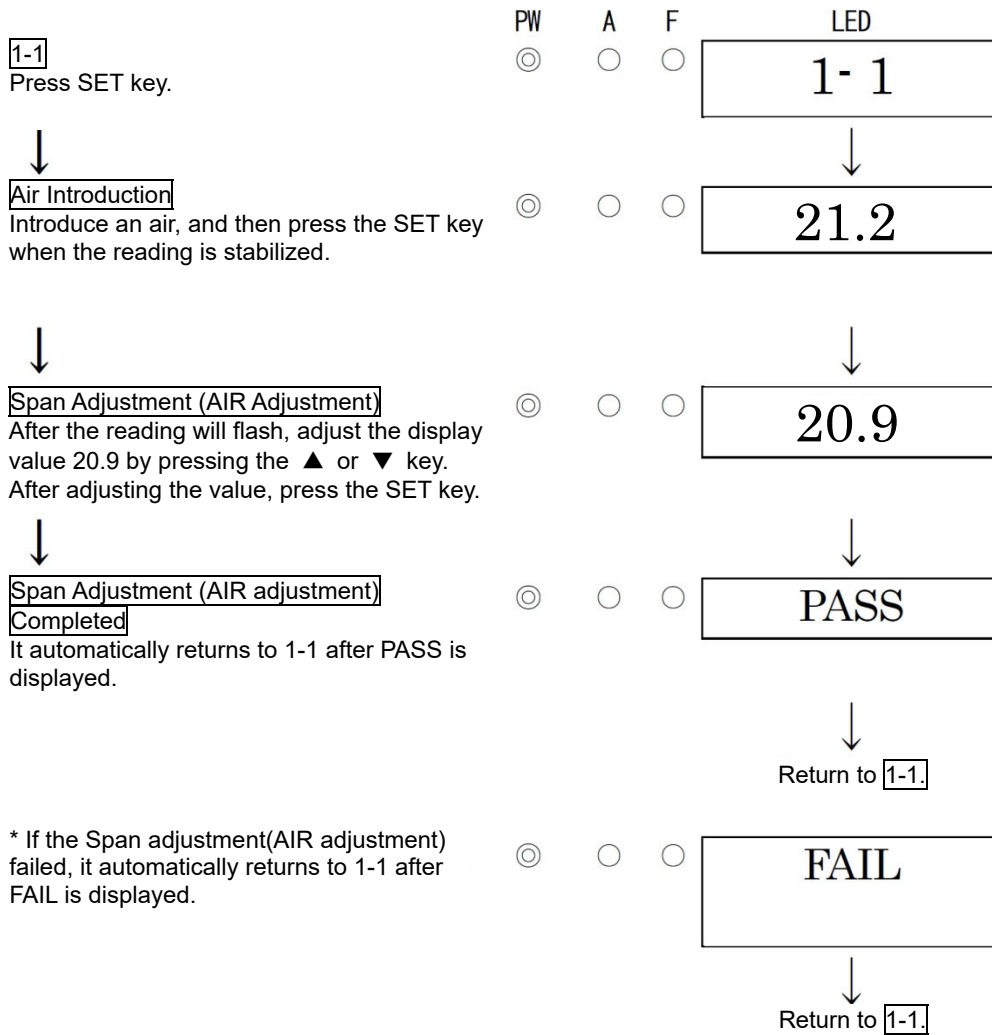 PW A F LED
1-1
Press SET key.
1- 1
Air Introduction
Introduce an air, and then press the SET key
when the reading is stabilized.
21.2
Span Adjustment (AIR Adjustment)
After the reading will flash, adjust the display
value 20.9 by pressing the ▲ or ▼ key.
After adjusting the value, press the SET key.
20.9
Span Adjustment (AIR adjustment)
Completed
It automatically returns to 1-1 after PASS is
displayed.
PASS
Return to 1-1.
* If the Span adjustment(AIR adjustment)
failed, it automatically returns to 1-1 after
FAIL is displayed.
FAIL
Return to 1-1.